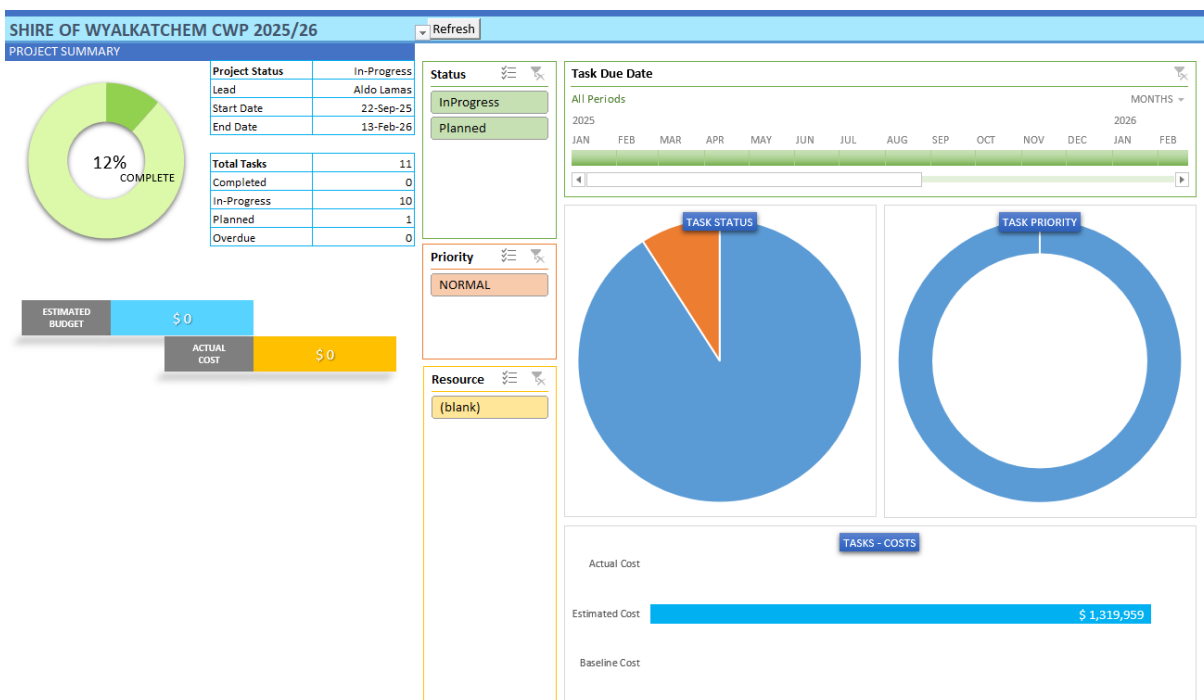 SHIRE OF WYALKATCHEM CWP 2025/26
Refresh
PROJECT SUMMARY
12%
COMPLETE
Project Status In-Progress
Lead Aldo Lamas
Start Date 22-Sep-25
End Date 13-Feb-26
Total Tasks 11
Completed 0
In-Progress 10
Planned 1
Overdue 0
ESTIMATED
BUDGET
$ 0
ACTUAL
COST
$ 0
Status
InProgress
Planned
Priority
NORMAL
Resource
(blank)
Task Due Date
All Periods MONTHS
2025 2026
JAN FEB MAR APR MAY JUN JUL AUG SEP OCT NOV DEC JAN FEB
TASK STATUS
TASK PRIORITY
TASKS - COSTS
Actual Cost
Estimated Cost $ 1,319,959
Baseline Cost